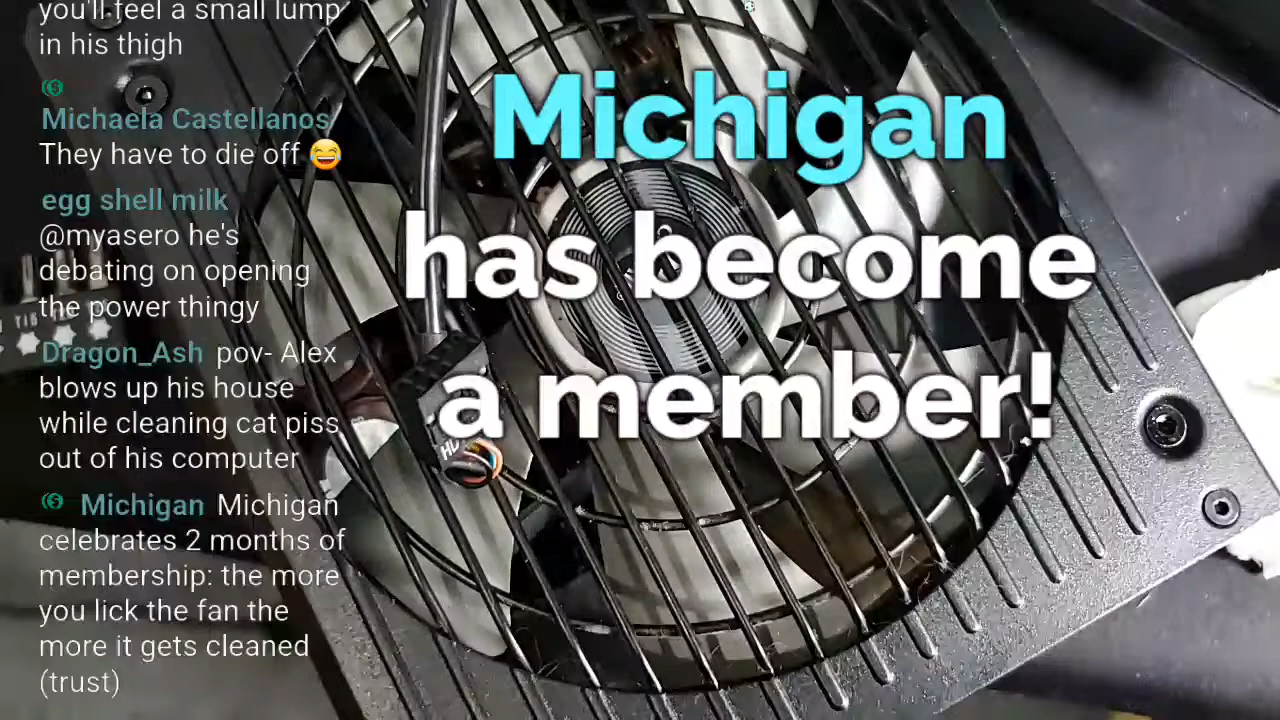 you'll feel a small lump
in his thigh
Michaela Castellanos
They have to die off 😂
egg shell milk
@myasero he's
debating on opening
the power thingy
Dragon_Ash pov- Alex
blows up his house
while cleaning cat piss
out of his computer
Michigan Michigan
celebrates 2 months of
membership: the more
you lick the fan the
more it gets cleaned
(trust)
Michigan
has become
a member!